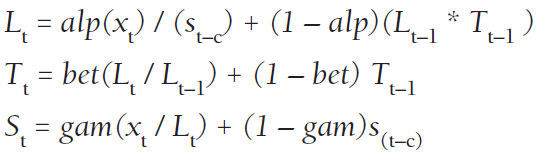 Lₜ = alp(xₜ) / (sₜ₋c) + (1 – alp)(Lₜ₋₁ * Tₜ₋₁ )
Tₜ = bet(Lₜ / Lₜ₋₁) + (1 – bet) Tₜ₋₁
Sₜ = gam(xₜ / Lₜ) + (1 – gam)s₍ₜ₋c₎